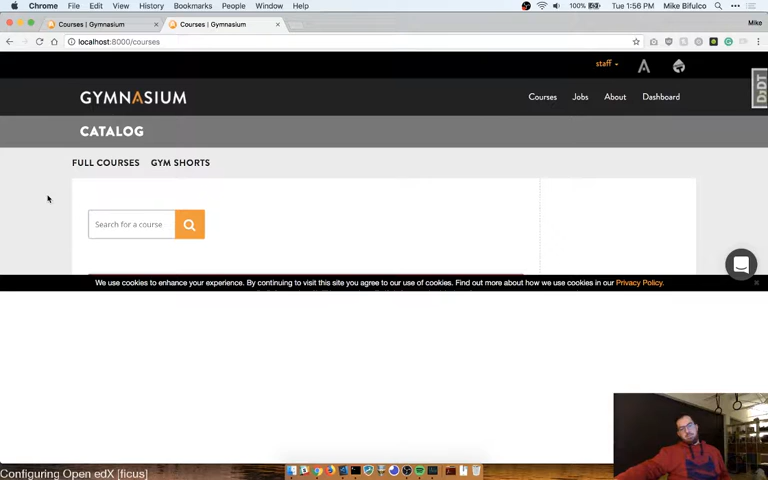 Chrome File Edit View History Bookmarks People Window Help 100% Tue 1:56 PM Mike Bifulco
Courses | Gymnasium Courses | Gymnasium Mike
localhost:8000/courses
staff
GYMNASIUM Courses Jobs About Dashboard
DJDT
CATALOG
FULL COURSES GYM SHORTS
Search for a course
We use cookies to enhance your experience. By continuing to visit this site you agree to our use of cookies. Find out more about how we use cookies in our Privacy Policy.
Configuring Open edX [ficus]